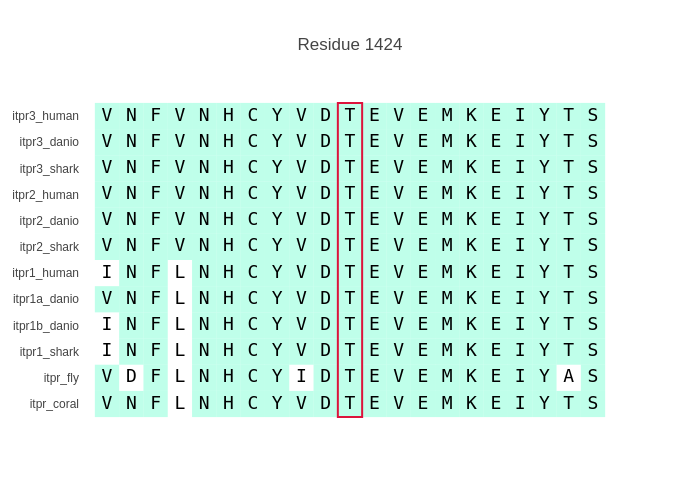 Residue 1424
itpr3_human V N F V N H C Y V D T E V E M K E I Y T S
itpr3_danio V N F V N H C Y V D T E V E M K E I Y T S
itpr3_shark V N F V N H C Y V D T E V E M K E I Y T S
itpr2_human V N F V N H C Y V D T E V E M K E I Y T S
itpr2_danio V N F V N H C Y V D T E V E M K E I Y T S
itpr2_shark V N F V N H C Y V D T E V E M K E I Y T S
itpr1_human I N F L N H C Y V D T E V E M K E I Y T S
itpr1a_danio V N F L N H C Y V D T E V E M K E I Y T S
itpr1b_danio I N F L N H C Y V D T E V E M K E I Y T S
itpr1_shark I N F L N H C Y V D T E V E M K E I Y T S
itpr_fly V D F L N H C Y I D T E V E M K E I Y A S
itpr_coral V N F L N H C Y V D T E V E M K E I Y T S